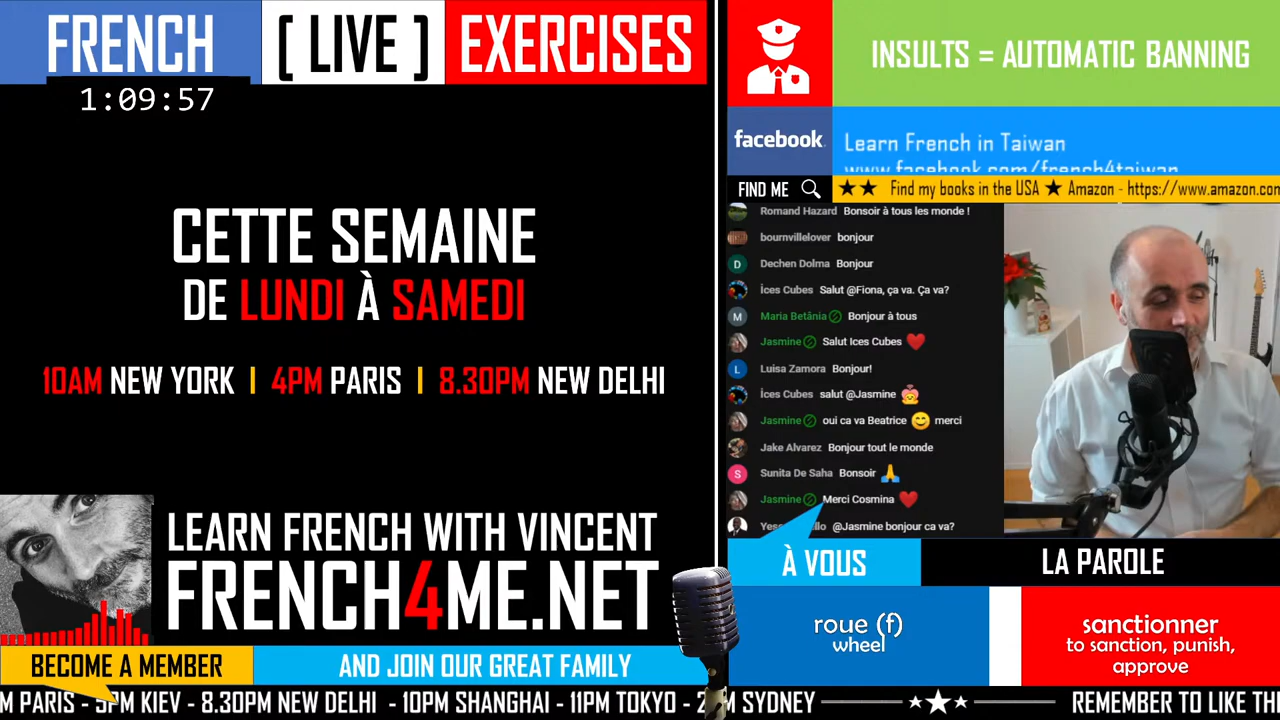 FRENCH
[ LIVE ]
EXERCISES
1:09:57
CETTE SEMAINE
DE LUNDI À SAMEDI
10AM NEW YORK | 4PM PARIS | 8.30PM NEW DELHI
LEARN FRENCH WITH VINCENT
FRENCH4ME.NET
BECOME A MEMBER
AND JOIN OUR GREAT FAMILY
INSULTS = AUTOMATIC BANNING
facebook.
Learn French in Taiwan
www.facebook.com/french4taiwan
FIND ME
★★ Find my books in the USA ★ Amazon - https://www.amazon.com
Romand Hazard Bonsoir à tous les monde !
bournvillelover bonjour
D Dechen Dolma Bonjour
İces Cubes Salut @Fiona, ça va. Ça va?
M Maria Betânia Bonjour à tous
Jasmine Salut Ices Cubes ❤️
L Luisa Zamora Bonjour!
İces Cubes salut @Jasmine
Jasmine oui ca va Beatrice 😊 merci
Jake Alvarez Bonjour tout le monde
S Sunita De Saha Bonsoir 🙏
Jasmine Merci Cosmina ❤️
@Jasmine bonjour ca va?
À VOUS
LA PAROLE
roue (f)
wheel
sanctionner
to sanction, punish,
approve
M PARIS - 5PM KIEV - 8.30PM NEW DELHI - 10PM SHANGHAI - 11PM TOKYO - SYDNEY ★★★ REMEMBER TO LIKE